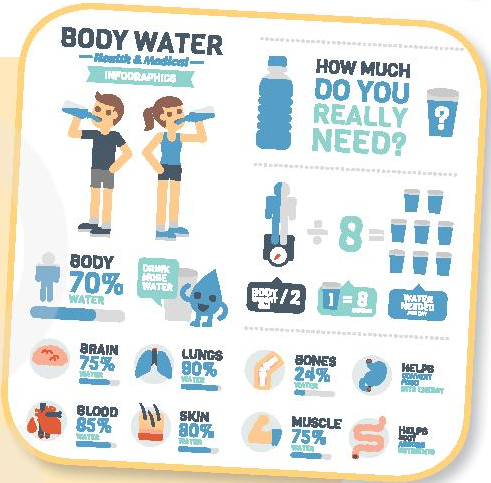 BODY WATER
Health & Medical
INFOGRAPHICS
HOW MUCH
DO YOU
REALLY
NEED?
?
÷ 8 =
BODY
70%
WATER
DRINK
MORE
WATER
BODY
/ 2
1 = 8
WATER
NEEDED
BRAIN
75%
WATER
LUNGS
90%
WATER
BONES
24%
WATER
HELPS
CONVERT
FOOD
INTO ENERGY
BLOOD
85%
WATER
SKIN
80%
WATER
MUSCLE
75%
WATER
HELPS
BODY
NUTRIENTS